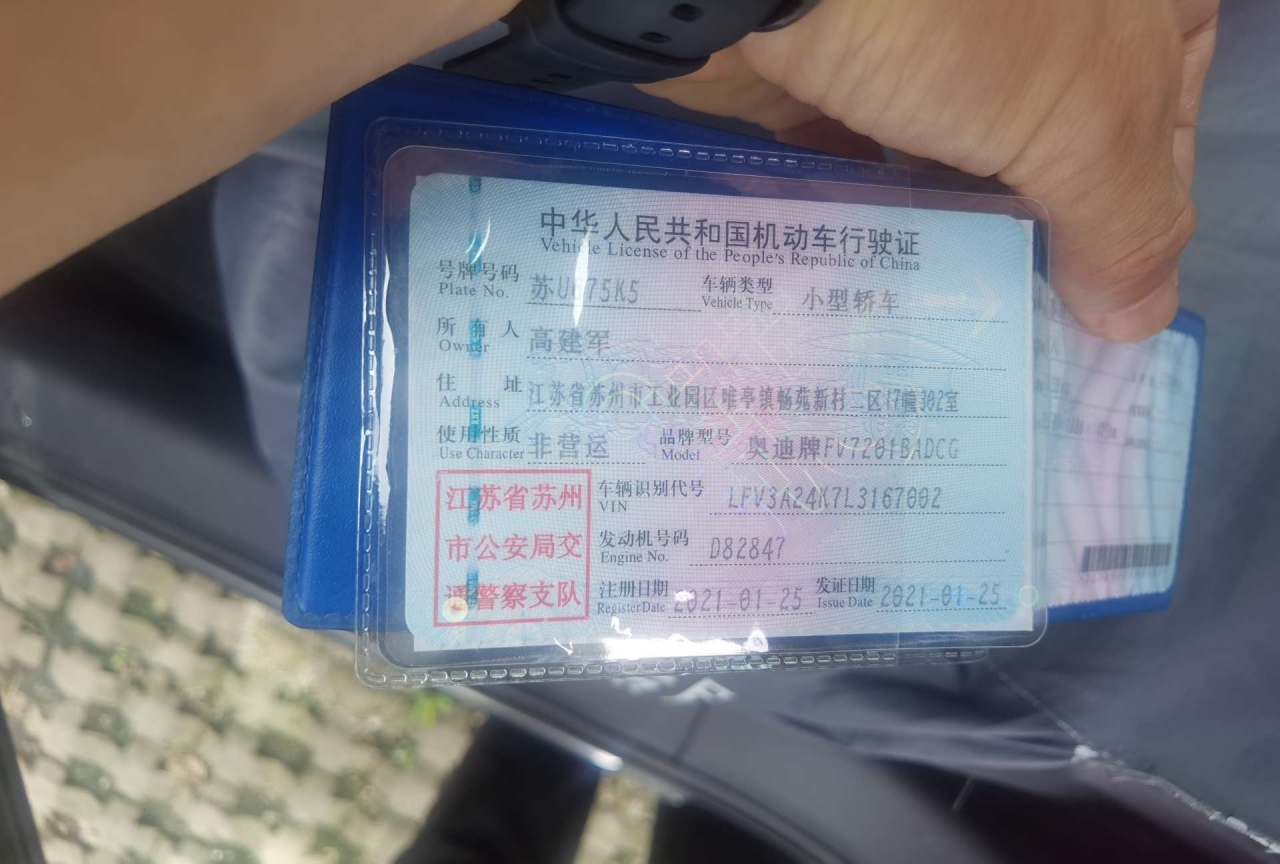 中华人民共和国机动车行驶证
Vehicle License of the People's Republic of China
号牌号码 车辆类型 小型轿车
Plate No. Vehicle Type
所有人 高建军
Owner
住址 江苏省苏州市工业园区唯亭镇畅苑新村二区17幢302室
Address
使用性质 非营运 品牌型号 奥迪牌FV7201BADCG
Use Character Model
江苏省苏州
市公安局交
通警察支队
车辆识别代号 LFV3A24K7L3167002
VIN
发动机号码 D82847
Engine No.
注册日期 2021-01-25 发证日期 2021-01-25
Register Date Issue Date